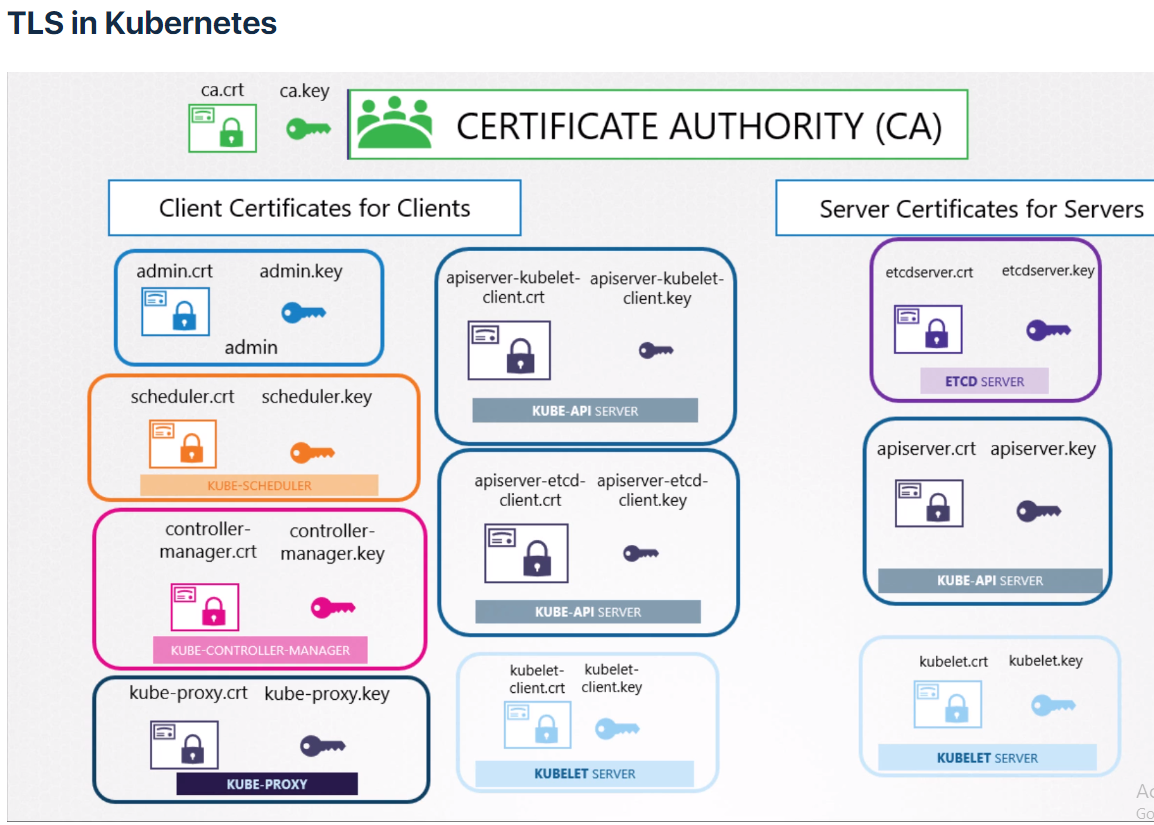 TLS in Kubernetes
ca.crt
ca.key
CERTIFICATE AUTHORITY (CA)
Client Certificates for Clients
Server Certificates for Servers
admin.crt
admin.key
admin
scheduler.crt
scheduler.key
KUBE-SCHEDULER
controller-
manager.crt
controller-
manager.key
KUBE-CONTROLLER-MANAGER
kube-proxy.crt
kube-proxy.key
KUBE-PROXY
apiserver-kubelet-
client.crt
apiserver-kubelet-
client.key
KUBE-API SERVER
apiserver-etcd-
client.crt
apiserver-etcd-
client.key
KUBE-API SERVER
kubelet-
client.crt
kubelet-
client.key
KUBELET SERVER
etcdserver.crt
etcdserver.key
ETCD SERVER
apiserver.crt
apiserver.key
KUBE-API SERVER
kubelet.crt
kubelet.key
KUBELET SERVER